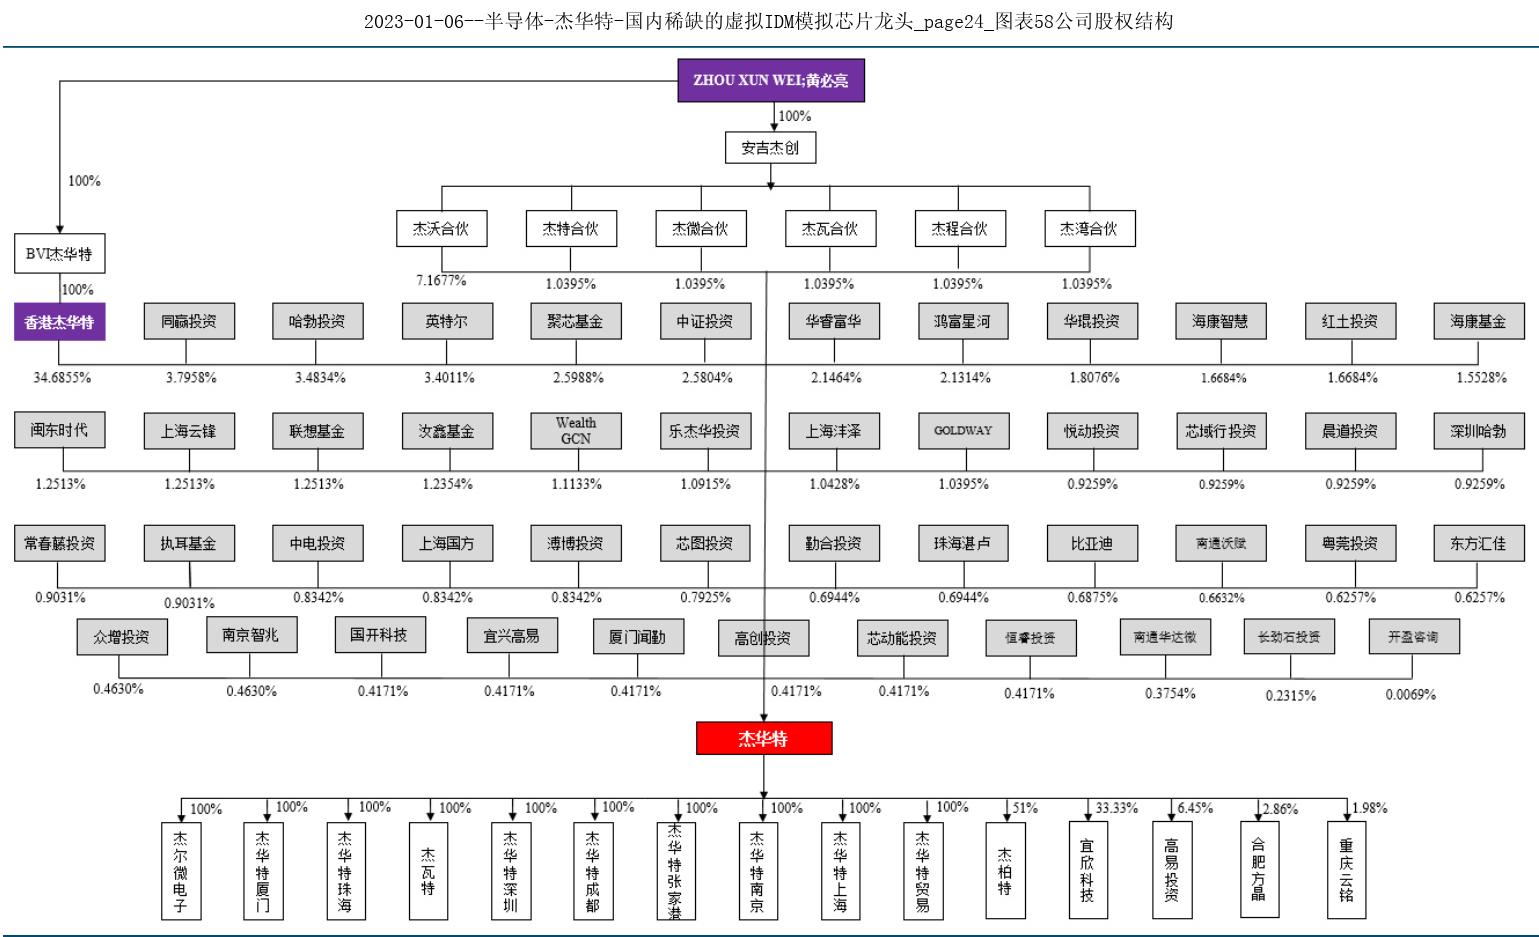 2023-01-06--半导体-杰华特-国内稀缺的虚拟IDM模拟芯片龙头_page24_图表58公司股权结构
ZHOU XUN WEI;黄必亮
100%
安吉杰创
100%
杰沃合伙 杰特合伙 杰微合伙 杰瓦合伙 杰程合伙 杰湾合伙
BVI杰华特
7.1677% 1.0395% 1.0395% 1.0395% 1.0395% 1.0395%
100%
香港杰华特 同赢投资 哈勃投资 英特尔 聚芯基金 中证投资 华睿富华 鸿富星河 华琨投资 海康智慧 红土投资 海康基金
34.6855% 3.7958% 3.4834% 3.4011% 2.5988% 2.5804% 2.1464% 2.1314% 1.8076% 1.6684% 1.6684% 1.5528%
闽东时代 上海云锋 联想基金 汝鑫基金 Wealth GCN 乐杰华投资 上海沣泽 GOLDWAY 悦动投资 芯域行投资 晨道投资 深圳哈勃
1.2513% 1.2513% 1.2513% 1.2354% 1.1133% 1.0915% 1.0428% 1.0395% 0.9259% 0.9259% 0.9259% 0.9259%
常春藤投资 执耳基金 中电投资 上海国方 溥博投资 芯图投资 勤合投资 珠海湛卢 比亚迪 南通沃赋 粤莞投资 东方汇佳
0.9031% 0.9031% 0.8342% 0.8342% 0.8342% 0.7925% 0.6944% 0.6944% 0.6875% 0.6632% 0.6257% 0.6257%
众增投资 南京智兆 国开科技 宜兴高易 厦门闻勤 高创投资 芯动能投资 恒睿投资 南通华达微 长劲石投资 开盈咨询
0.4630% 0.4630% 0.4171% 0.4171% 0.4171% 0.4171% 0.4171% 0.4171% 0.3754% 0.2315% 0.0069%
杰华特
100% 100% 100% 100% 100% 100% 100% 100% 100% 100% 51% 33.33% 6.45% 2.86% 1.98%
杰尔微电子
杰华特厦门
杰华特珠海
杰瓦特
杰华特深圳
杰华特成都
杰华特张家港
杰华特南京
杰华特上海
杰华特贸易
杰柏特
宜欣科技
高易投资
合肥方晶
重庆云铭